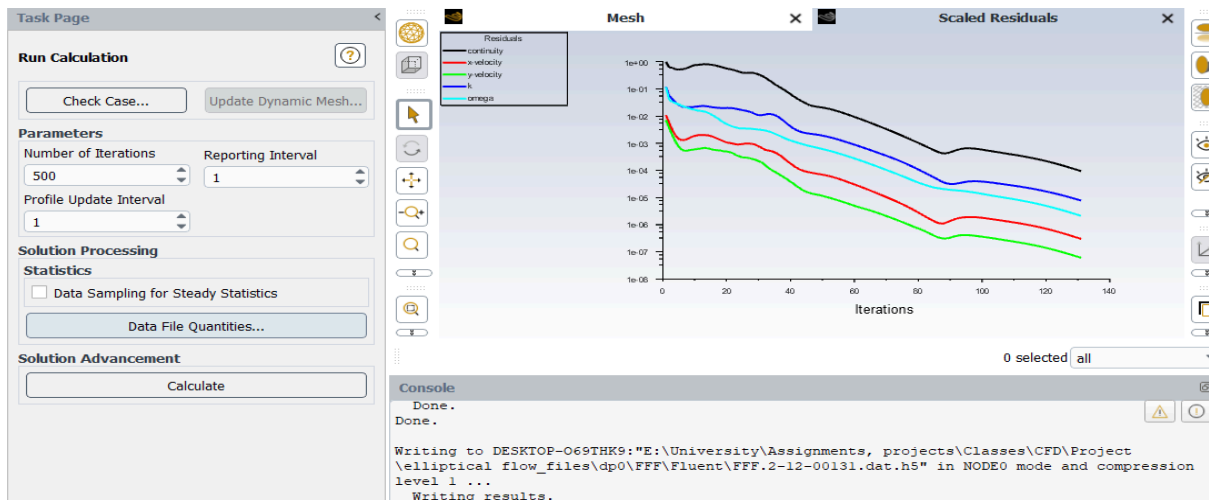 Task Page
Run Calculation
?
Check Case...
Update Dynamic Mesh...
Parameters
Number of Iterations
Reporting Interval
500
1
Profile Update Interval
1
Solution Processing
Statistics
Data Sampling for Steady Statistics
Data File Quantities...
Solution Advancement
Calculate
Mesh
Scaled Residuals
Residuals
continuity
x-velocity
y-velocity
k
omega
1e+00
1e-01
1e-02
1e-03
1e-04
1e-05
1e-06
1e-07
1e-08
0 20 40 60 80 100 120 140
Iterations
0 selected all
Console
Done.
Done.
Writing to DESKTOP-O69THK9:"E:\University\Assignments, projects\Classes\CFD\Project
\elliptical flow_files\dp0\FFF\Fluent\FFF.2-12-00131.dat.h5" in NODE0 mode and compression
level 1 ...
Writing results.